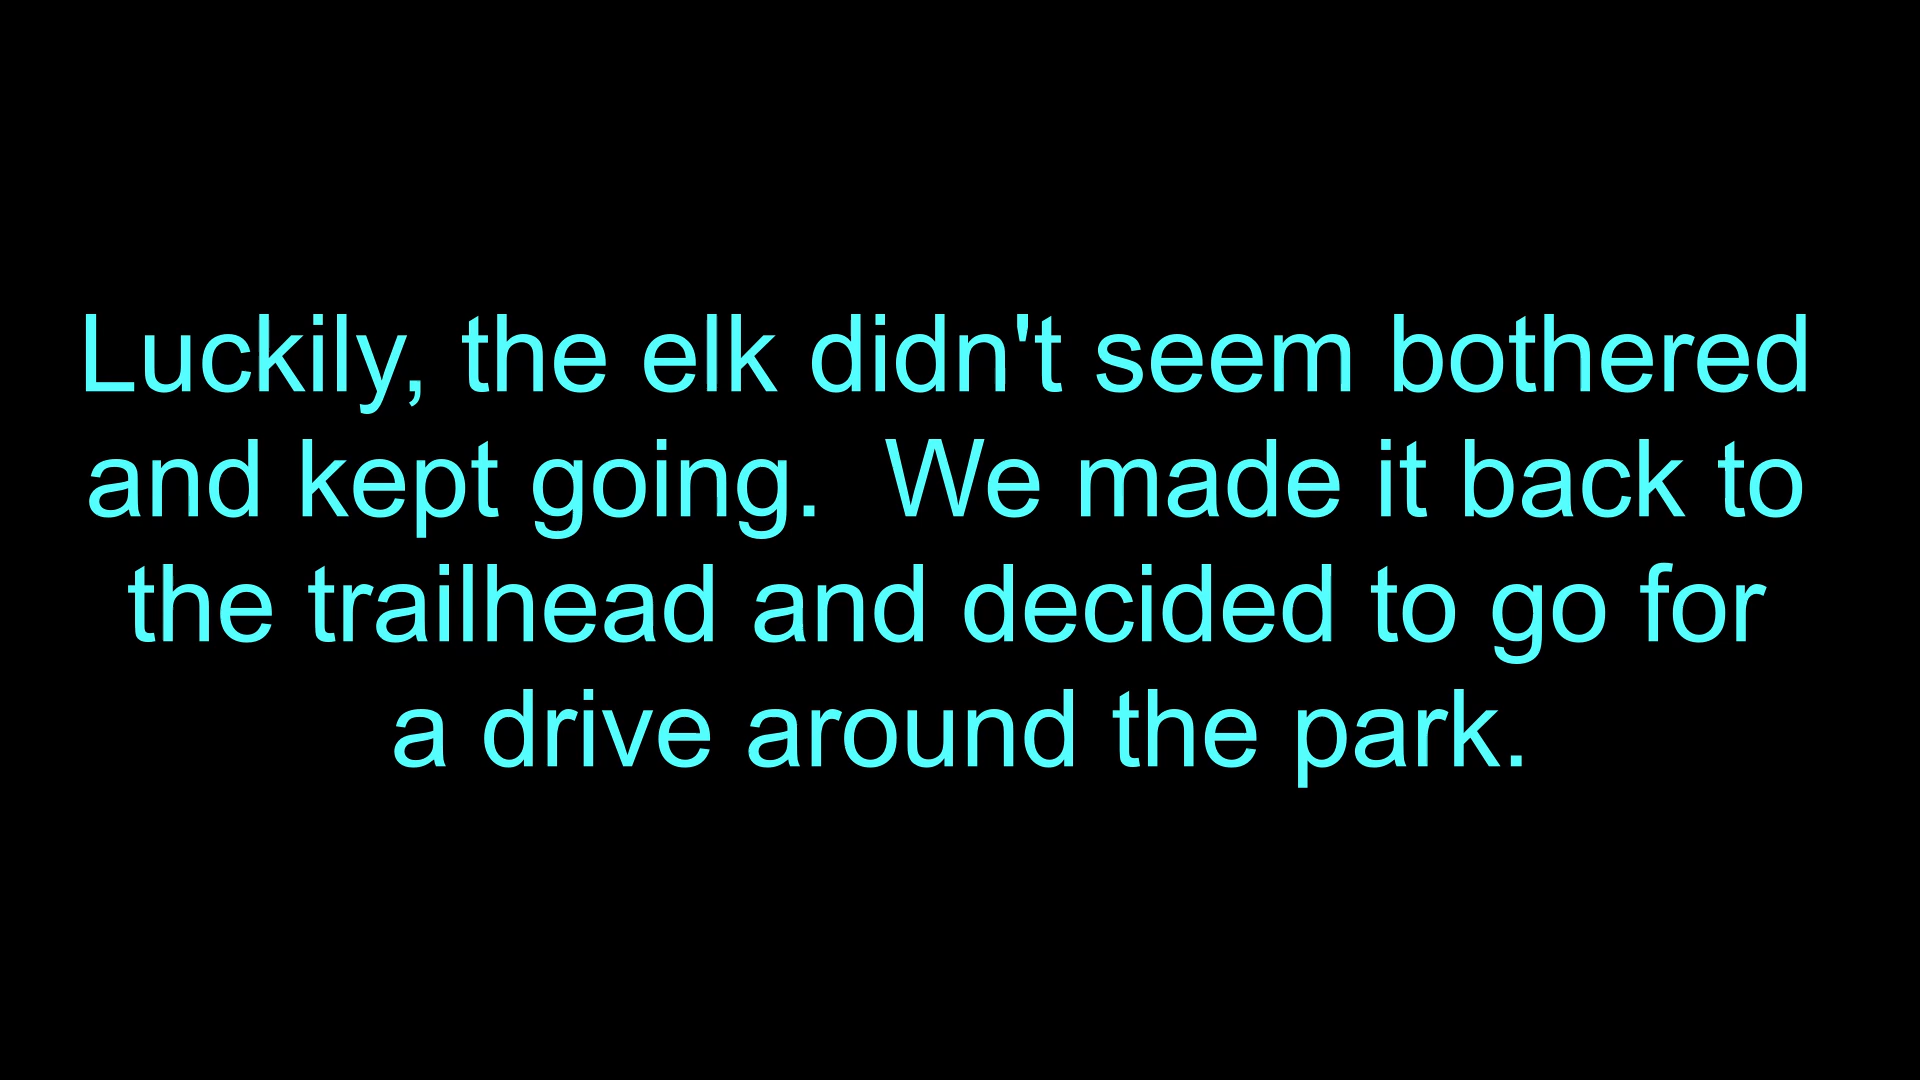 Luckily, the elk didn't seem bothered
and kept going.  We made it back to
the trailhead and decided to go for
a drive around the park.